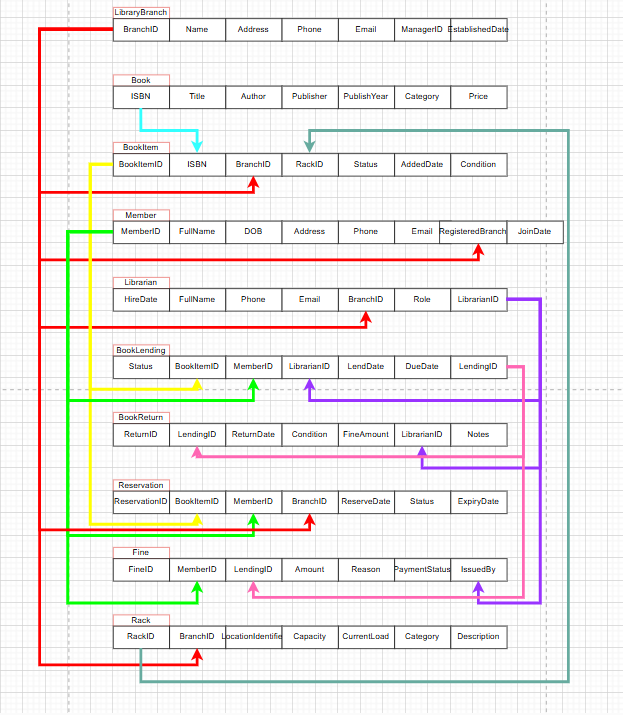 LibraryBranch
BranchID Name Address Phone Email ManagerID EstablishedDate
Book
ISBN Title Author Publisher PublishYear Category Price
BookItem
BookItemID ISBN BranchID RackID Status AddedDate Condition
Member
MemberID FullName DOB Address Phone Email RegisteredBranch JoinDate
Librarian
HireDate FullName Phone Email BranchID Role LibrarianID
BookLending
Status BookItemID MemberID LibrarianID LendDate DueDate LendingID
BookReturn
ReturnID LendingID ReturnDate Condition FineAmount LibrarianID Notes
Reservation
ReservationID BookItemID MemberID BranchID ReserveDate Status ExpiryDate
Fine
FineID MemberID LendingID Amount Reason PaymentStatus IssuedBy
Rack
RackID BranchID LocationIdentifie Capacity CurrentLoad Category Description